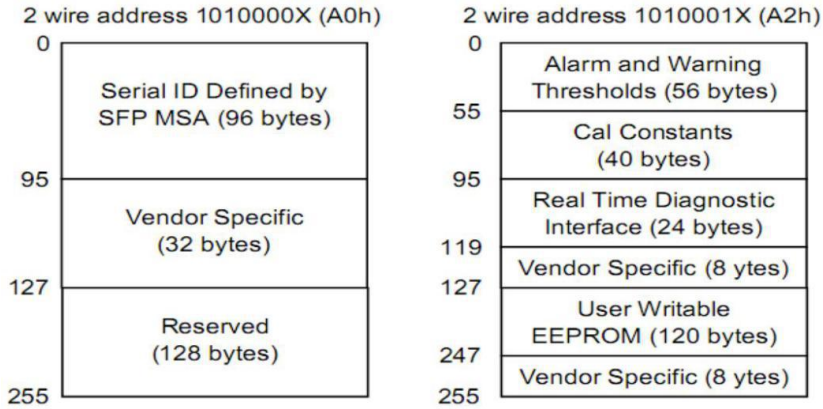 2 wire address 1010000X (A0h)
0
Serial ID Defined by
SFP MSA (96 bytes)
95
Vendor Specific
(32 bytes)
127
Reserved
(128 bytes)
255
2 wire address 1010001X (A2h)
0
Alarm and Warning
Thresholds (56 bytes)
55
Cal Constants
(40 bytes)
95
Real Time Diagnostic
Interface (24 bytes)
119
Vendor Specific (8 ytes)
127
User Writable
EEPROM (120 bytes)
247
Vendor Specific (8 ytes)
255